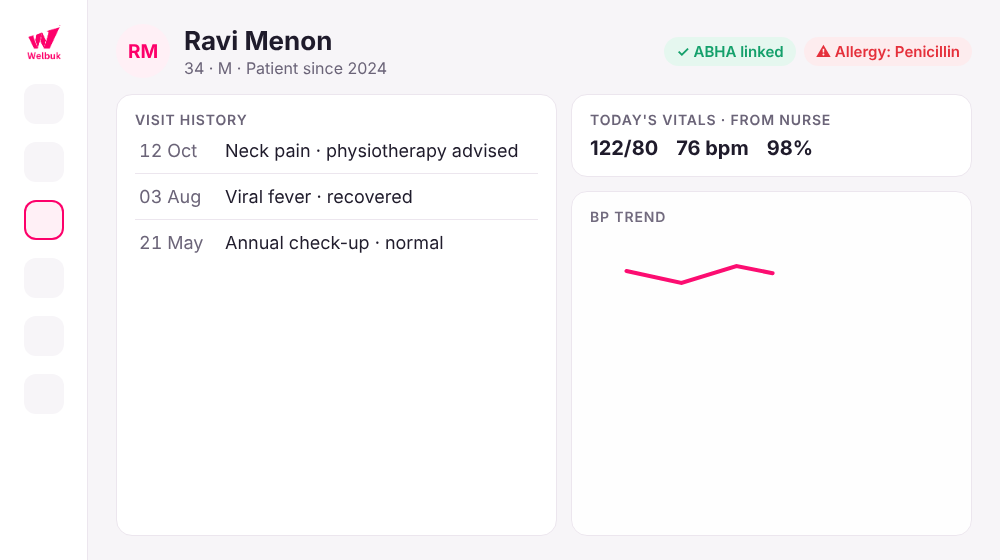 Welbuk
RM
Ravi Menon
34 · M · Patient since 2024
✓ ABHA linked
⚠ Allergy: Penicillin
VISIT HISTORY
12 Oct Neck pain · physiotherapy advised
03 Aug Viral fever · recovered
21 May Annual check-up · normal
TODAY'S VITALS · FROM NURSE
122/80 76 bpm 98%
BP TREND